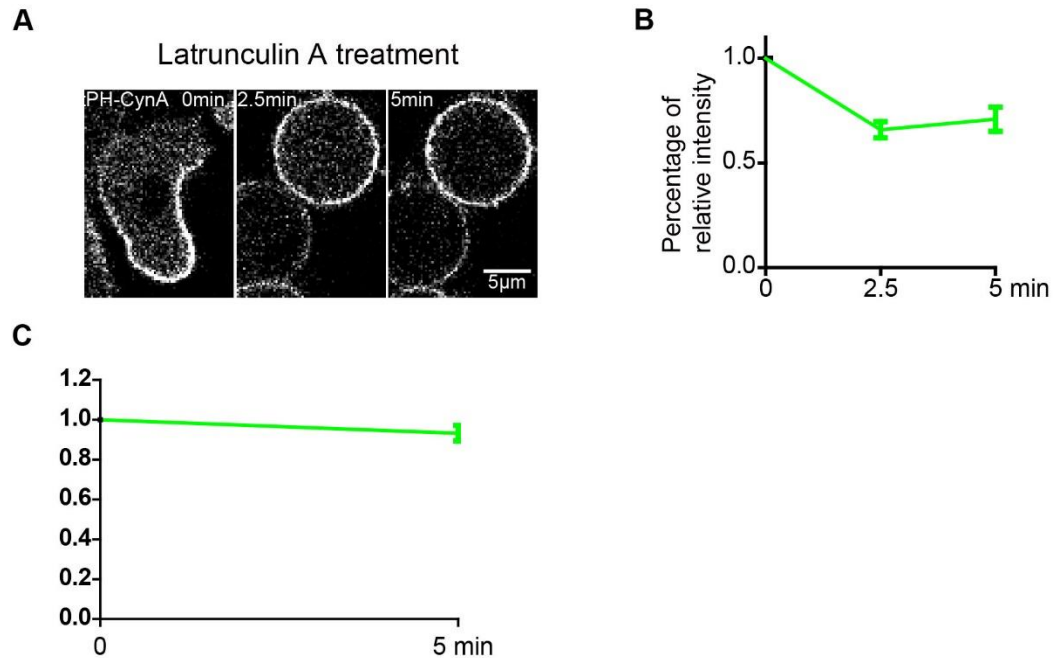 A
Latrunculin A treatment
tPH-CynA 0min 2.5min 5min
5µm
B
Percentage of
relative intensity
1.0
0.5
0.0
0 2.5 5 min
C
1.2
1.0
0.8
0.6
0.4
0.2
0.0
0 5 min